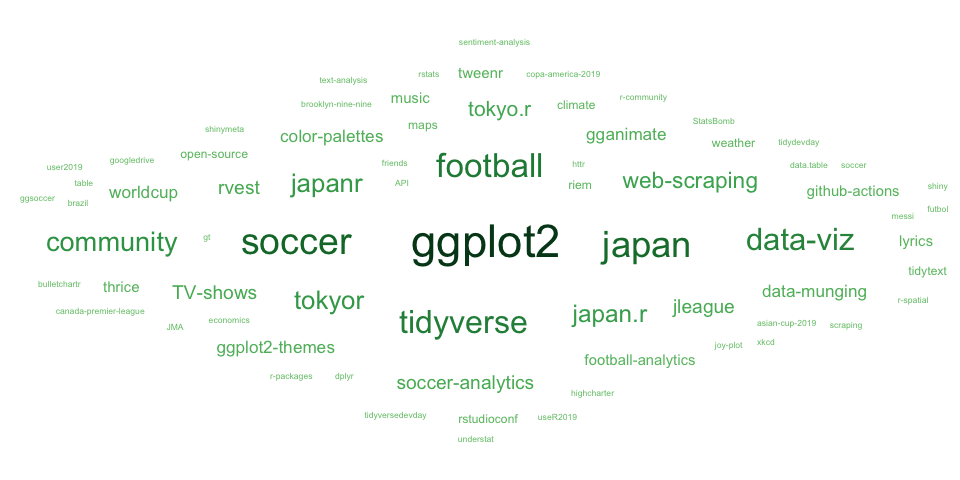 sentiment-analysis
text-analysis rstats tweenr copa-america-2019
brooklyn-nine-nine music tokyo.r climate r-community
shinymeta color-palettes maps gganimate StatsBomb
user2019 googledrive open-source friends football httr weather tidydevday
ggsoccer table brazil worldcup rvest japanr API riem web-scraping data.table soccer github-actions shiny
messi futbol
community gt soccer ggplot2 japan data-viz lyrics
tidytext
bulletchartr thrice TV-shows tokyor japan.r jleague data-munging r-spatial
canada-premier-league JMA economics tidyverse asian-cup-2019 scraping
ggplot2-themes football-analytics joy-plot xkcd
r-packages dplyr soccer-analytics highcharter
tidyversedevday rstudioconf useR2019
understat